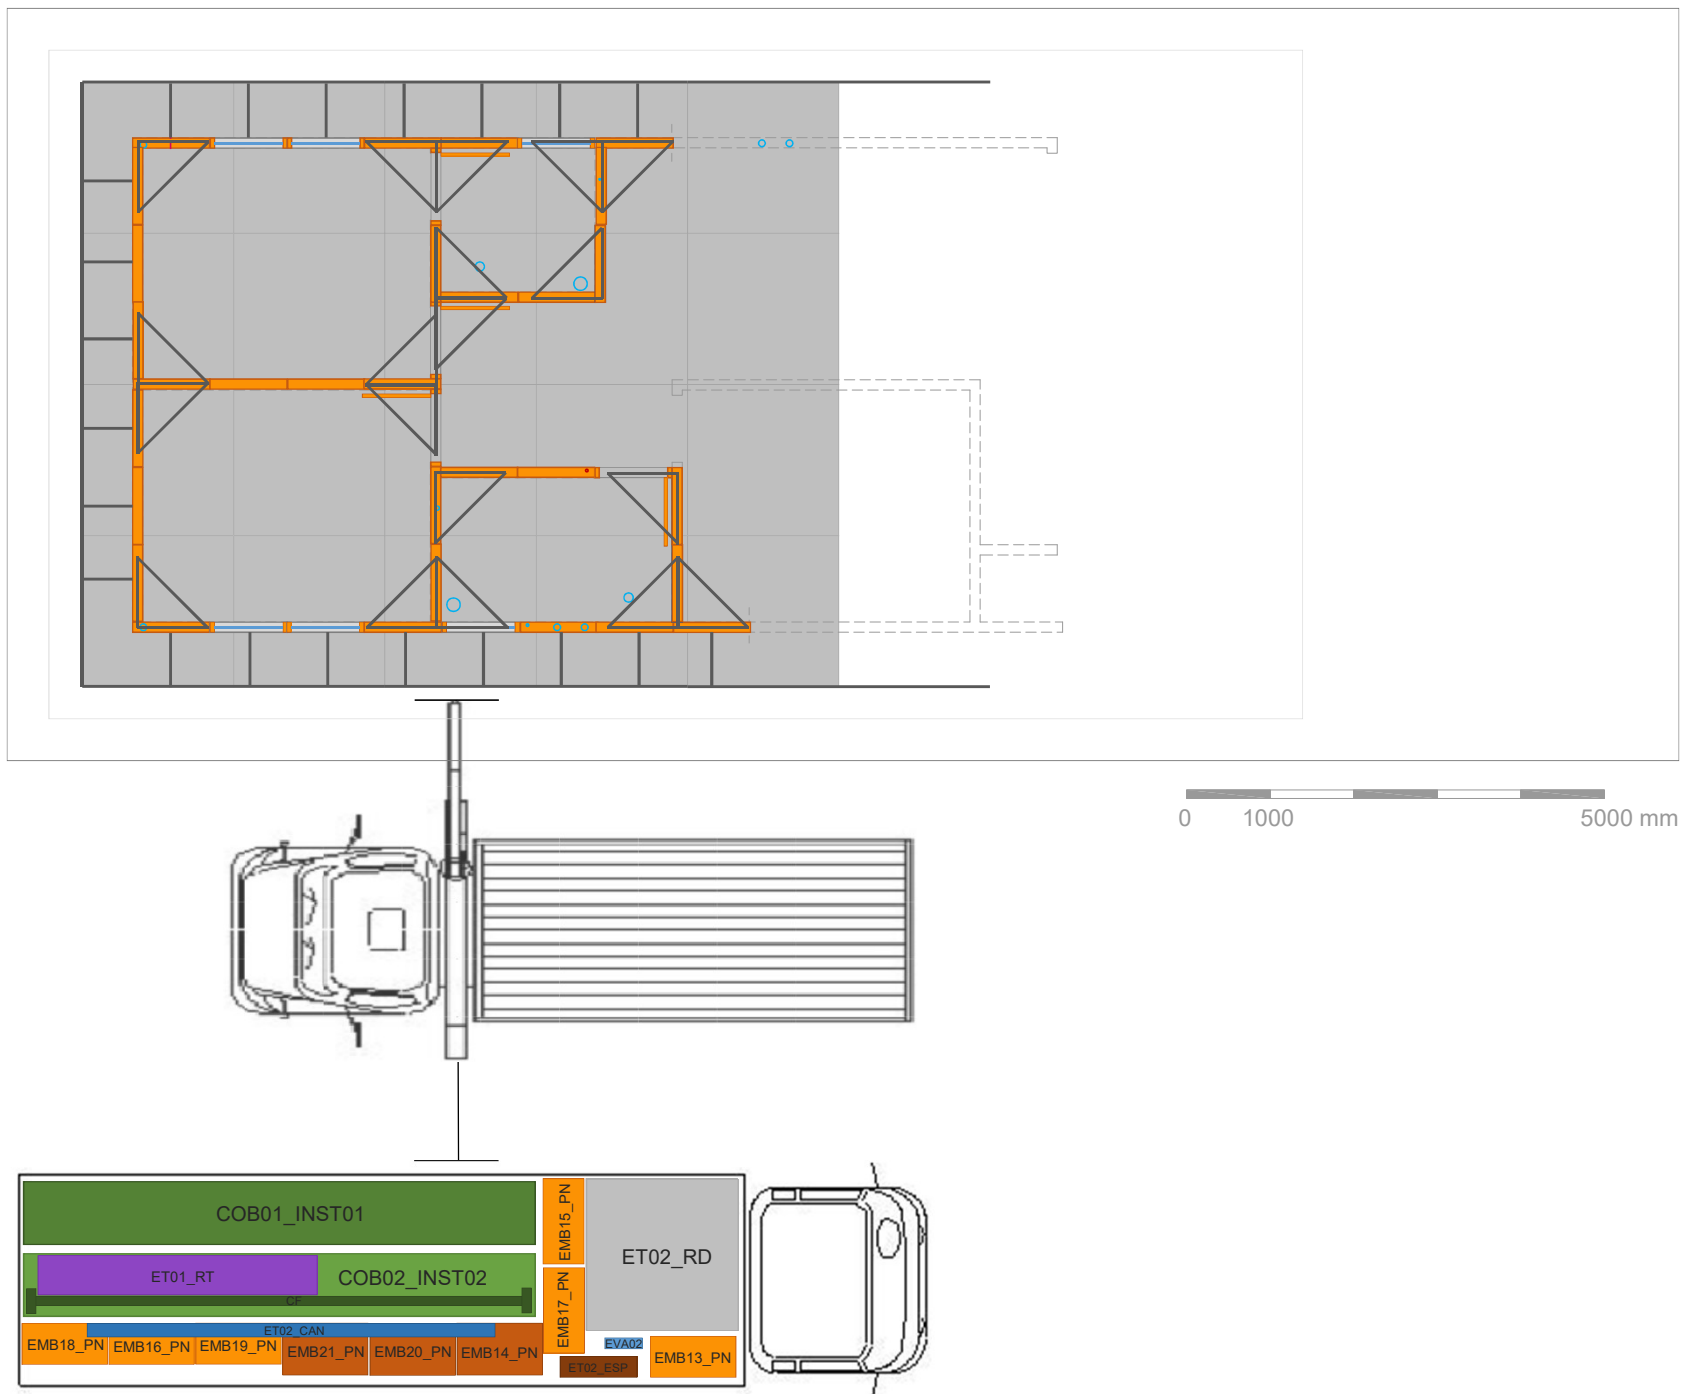 0 1000 5000 mm
COB01_INST01
EMB15_PN
ET02_RD
ET01_RT
COB02_INST02
CF
EMB17_PN
ET02_CAN
EMB18_PN
EMB16_PN
EMB19_PN
EMB21_PN
EMB20_PN
EMB14_PN
EVA02
ET02_ESP
EMB13_PN